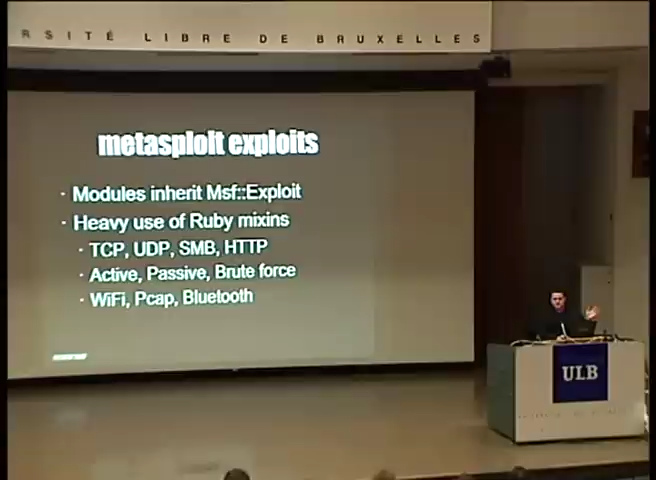 RSITÉ LIBRE DE BRUXELLES
metasploit exploits
· Modules inherit Msf::Exploit
· Heavy use of Ruby mixins
· TCP, UDP, SMB, HTTP
· Active, Passive, Brute force
· WiFi, Pcap, Bluetooth
ULB